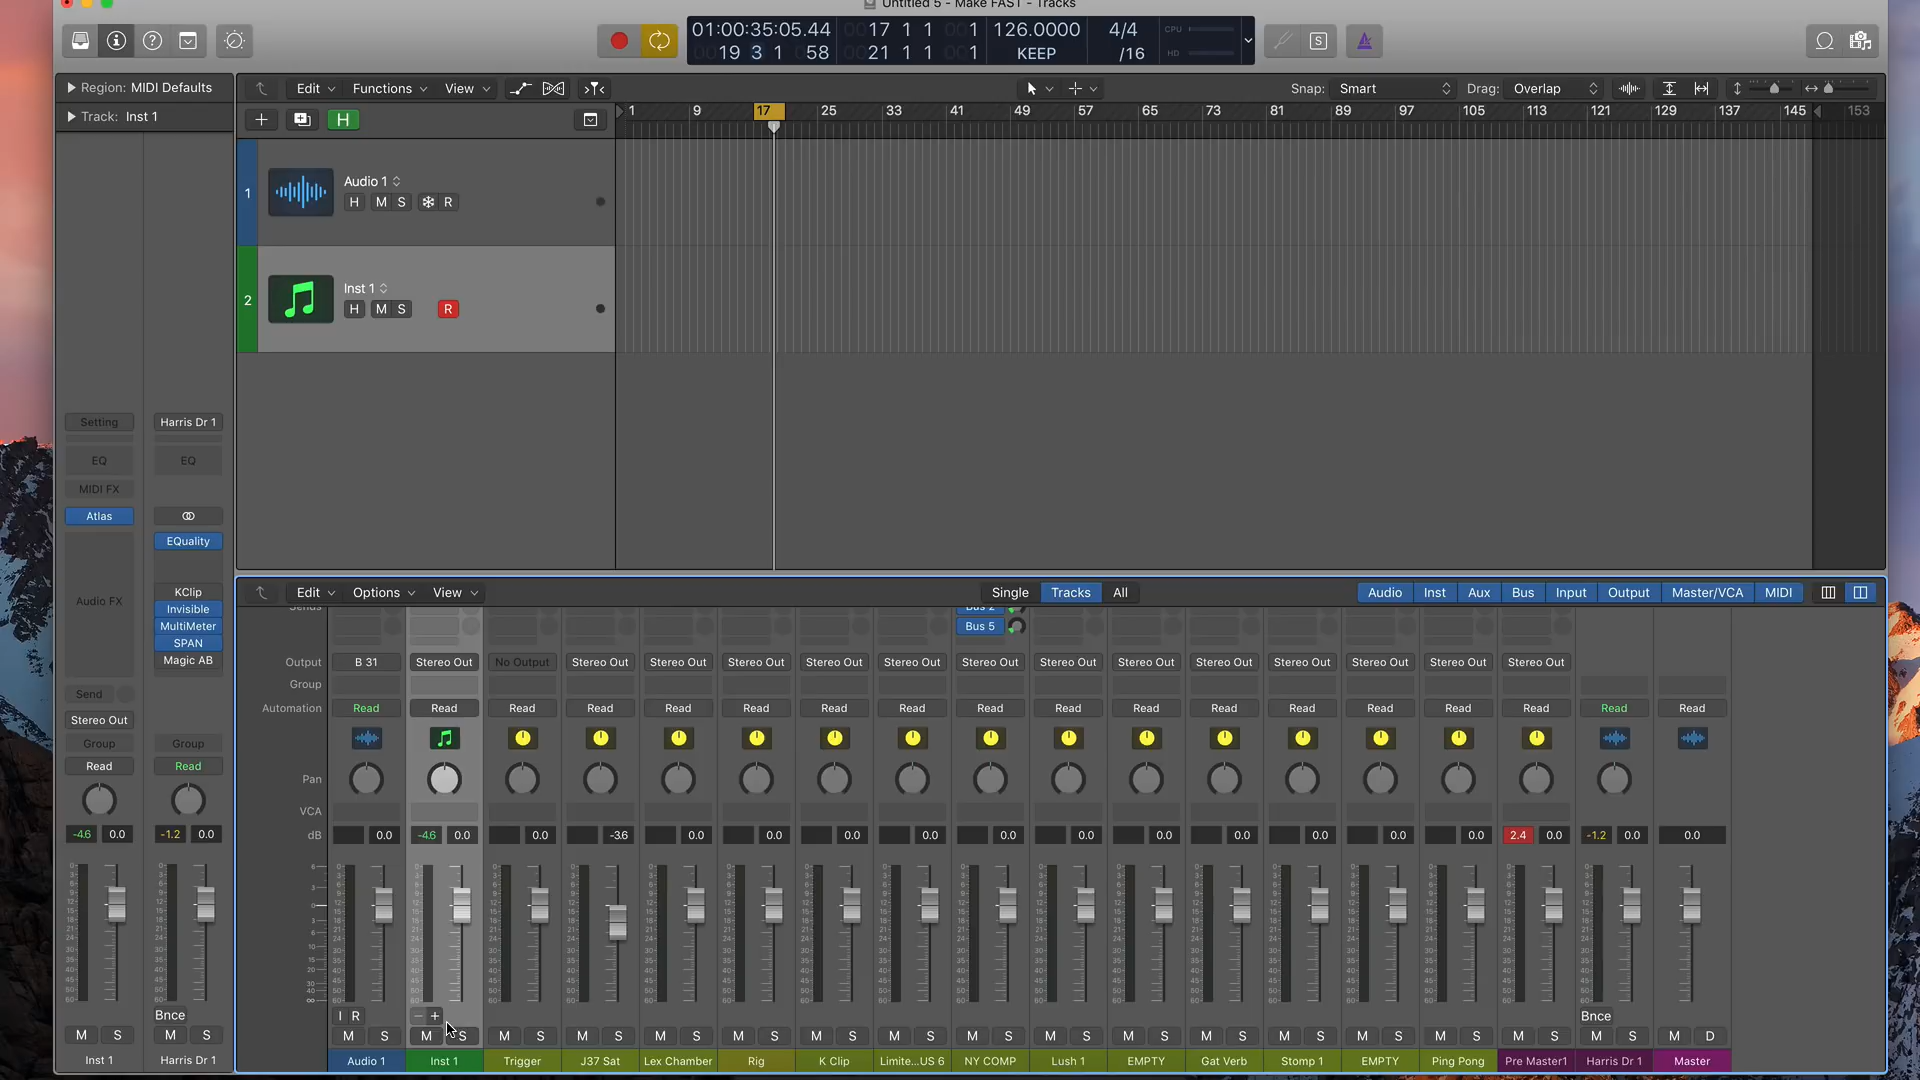 Untitled 5 - Make FAST - Tracks
01:00:35:05.44
19 3 1 58
17 1 1 1
21 1 1 1
126.0000
KEEP
4/4
/16
CPU
HD
S
Region: MIDI Defaults
Track: Inst 1
Edit
Functions
View
Snap: Smart
Drag: Overlap
H
1 9 17 25 33 41 49 57 65 73 81 89 97 105 113 121 129 137 145 153
1
Audio 1
H M S R
2
Inst 1
H M S R
Setting
Harris Dr 1
EQ
EQ
MIDI FX
Atlas
EQuality
Audio FX
KClip
Invisible
MultiMeter
SPAN
Magic AB
Send
Stereo Out
Group
Group
Read
Read
-4.6 0.0 -1.2 0.0
Bnce
M S M S
Inst 1
Harris Dr 1
Edit
Options
View
Single
Tracks
All
Audio
Inst
Aux
Bus
Input
Output
Master/VCA
MIDI
Sends
Bus 2
Bus 5
Output B 31 Stereo Out No Output Stereo Out Stereo Out Stereo Out Stereo Out Stereo Out Stereo Out Stereo Out Stereo Out Stereo Out Stereo Out Stereo Out Stereo Out Stereo Out
Group
Automation Read Read Read Read Read Read Read Read Read Read Read Read Read Read Read Read Read Read
Pan
VCA
dB 0.0 -4.6 0.0 0.0 -3.6 0.0 0.0 0.0 0.0 0.0 0.0 0.0 0.0 0.0 0.0 0.0 2.4 0.0 -1.2 0.0 0.0
I R
- +
Bnce
M S M S M S M S M S M S M S M S M S M S M S M S M S M S M S M S M S M D
Audio 1 Inst 1 Trigger J37 Sat Lex Chamber Rig K Clip Limite...US 6 NY COMP Lush 1 EMPTY Gat Verb Stomp 1 EMPTY Ping Pong Pre Master1 Harris Dr 1 Master